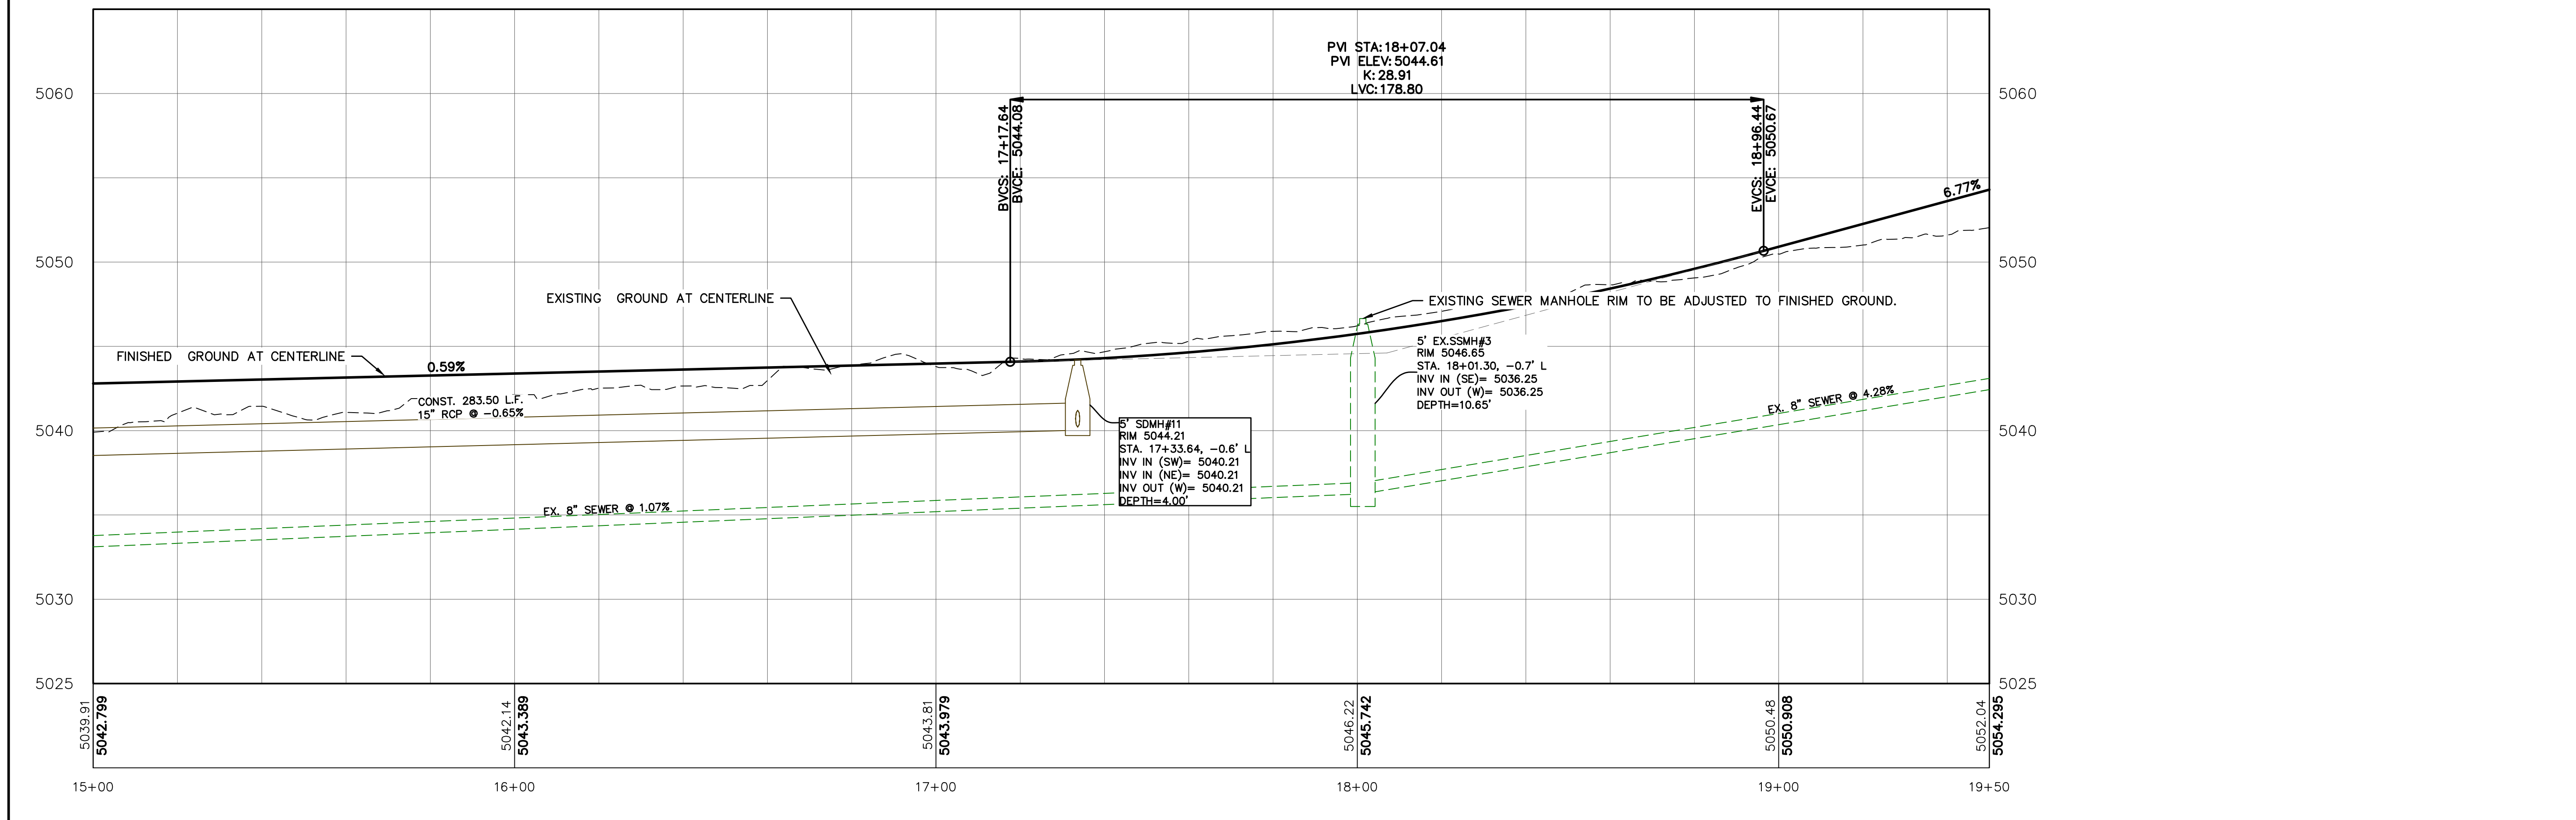 PVI STA: 18+07.04
PVI ELEV: 5044.61
K: 28.91
LVC: 178.80
BVCS: 17+17.64
BVCE: 5044.08
EVCS: 18+96.44
EVCE: 5050.67
5060
5060
6.77%
5050
5050
EXISTING GROUND AT CENTERLINE
EXISTING SEWER MANHOLE RIM TO BE ADJUSTED TO FINISHED GROUND.
FINISHED GROUND AT CENTERLINE
0.59%
5' EX.SSMH#3
RIM 5046.65
STA. 18+01.30, -0.7' L
INV IN (SE)= 5036.25
INV OUT (W)= 5036.25
DEPTH=10.65'
CONST. 283.50 L.F.
15" RCP @ -0.65%
EX. 8" SEWER @ 4.28%
5040
5040
5' SDMH#11
RIM 5044.21
STA. 17+33.64, -0.6' L
INV IN (SW)= 5040.21
INV IN (NE)= 5040.21
INV OUT (W)= 5040.21
DEPTH=4.00'
EX. 8" SEWER @ 1.07%
5030
5030
5025
5025
5039.91
5042.799
5042.14
5043.389
5043.81
5043.979
5046.22
5045.742
5050.48
5050.908
5052.04
5054.295
15+00
16+00
17+00
18+00
19+00
19+50